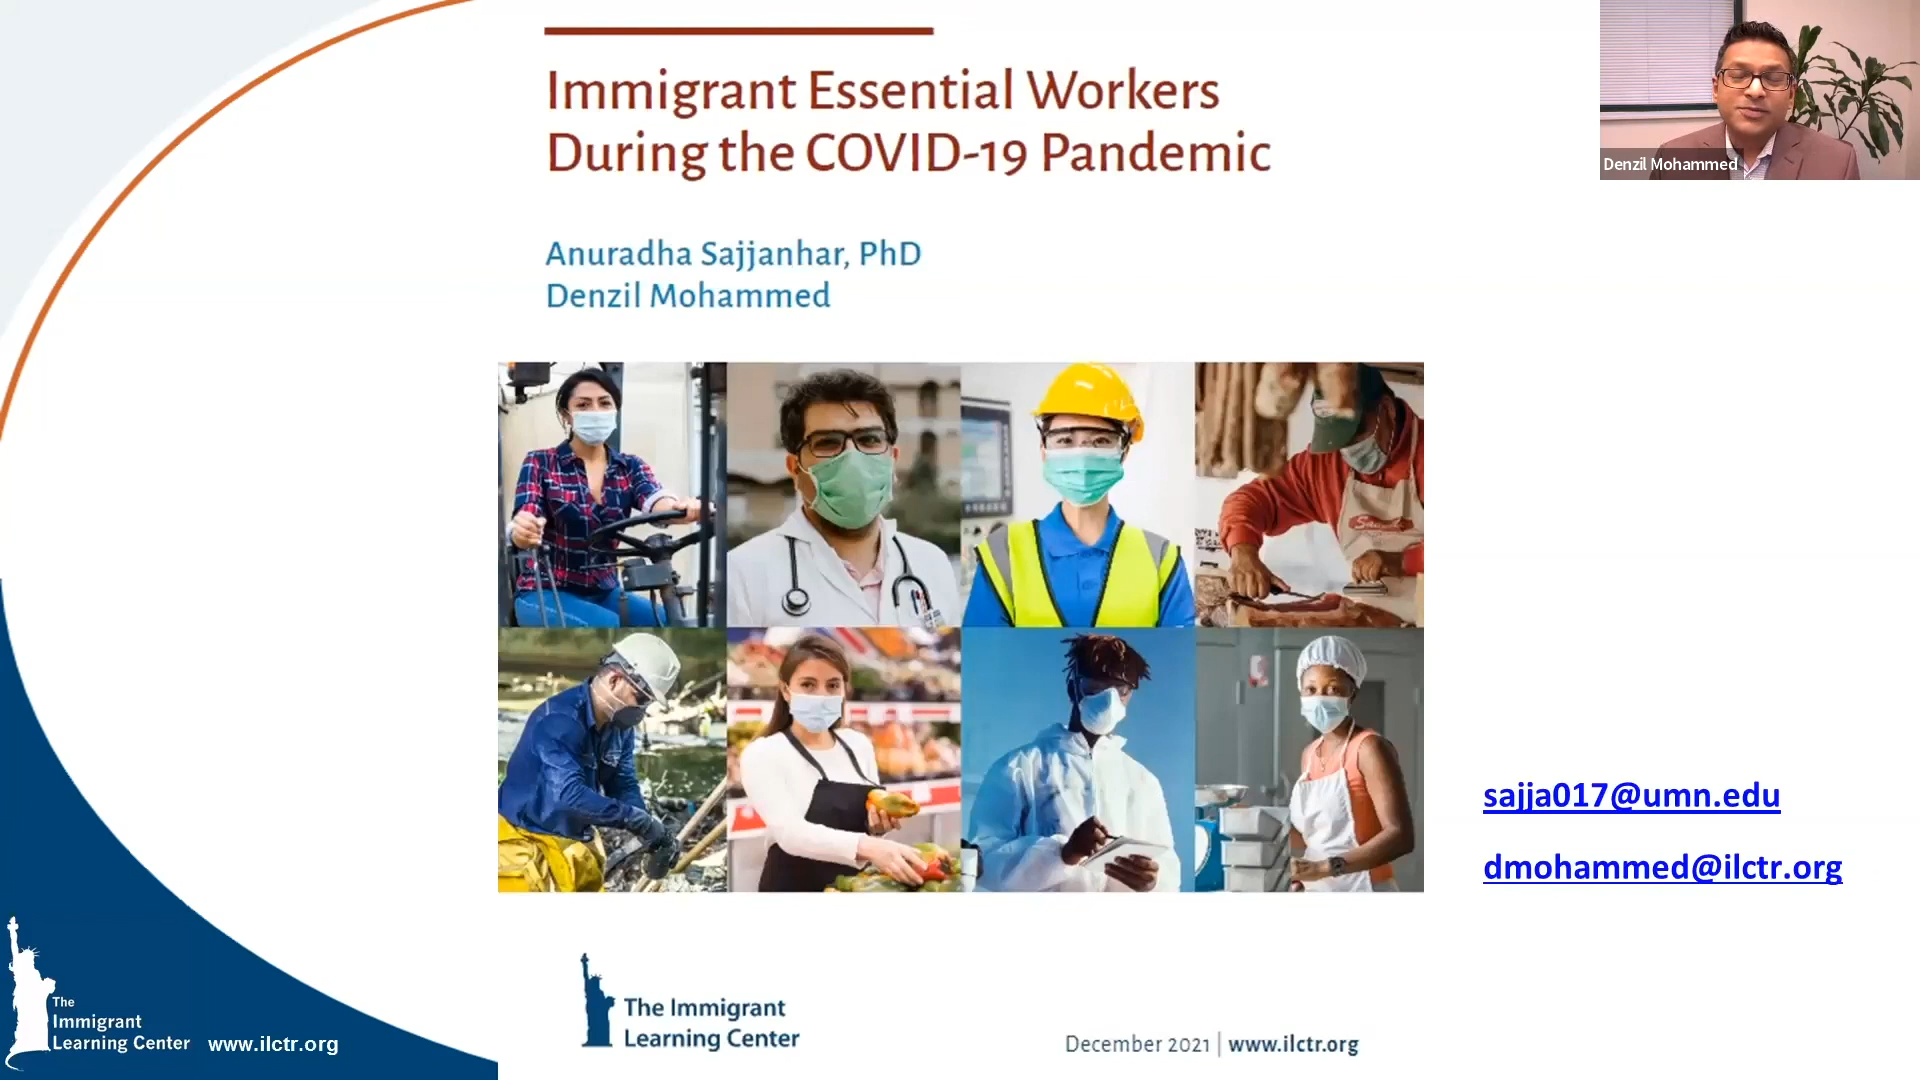 Immigrant Essential Workers
During the COVID-19 Pandemic
Denzil Mohammed
Anuradha Sajjanhar, PhD
Denzil Mohammed
sajja017@umn.edu
dmohammed@ilctr.org
The
Immigrant
Learning Center
www.ilctr.org
The Immigrant
Learning Center
December 2021 | www.ilctr.org